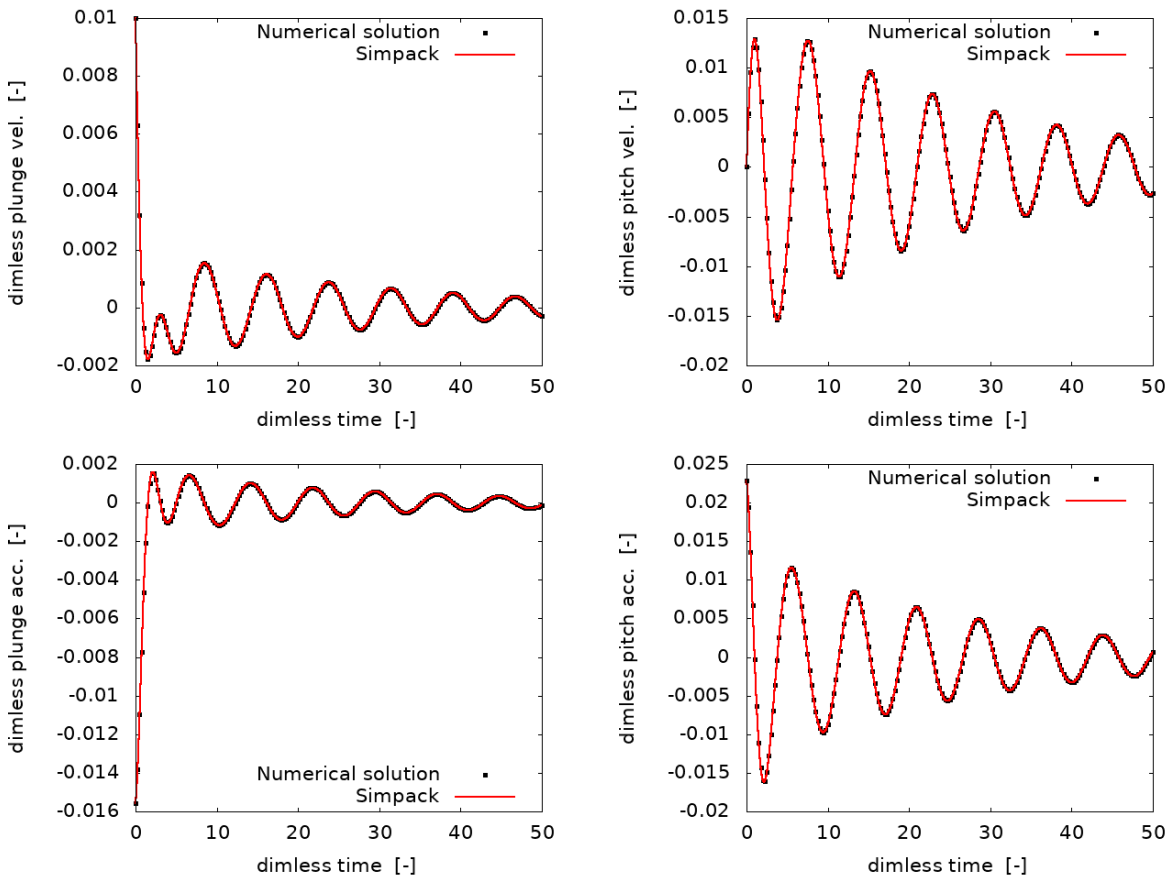 0.01
0.008
0.006
0.004
0.002
0
-0.002
0 10 20 30 40 50
dimless plunge vel. [-]
dimless time [-]
Numerical solution
Simpack
0.015
0.01
0.005
0
-0.005
-0.01
-0.015
-0.02
0 10 20 30 40 50
dimless pitch vel. [-]
dimless time [-]
Numerical solution
Simpack
0.002
0
-0.002
-0.004
-0.006
-0.008
-0.01
-0.012
-0.014
-0.016
0 10 20 30 40 50
dimless plunge acc. [-]
dimless time [-]
Numerical solution
Simpack
0.025
0.02
0.015
0.01
0.005
0
-0.005
-0.01
-0.015
-0.02
0 10 20 30 40 50
dimless pitch acc. [-]
dimless time [-]
Numerical solution
Simpack